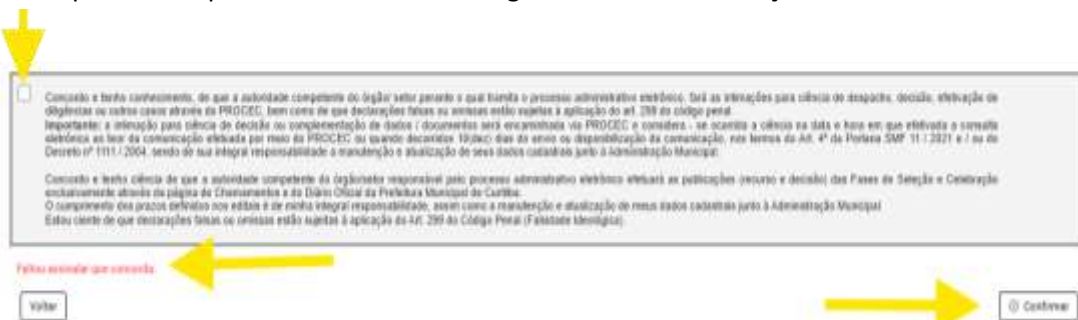 Concordo e tenho conhecimento, de que a autoridade competente do órgão/ setor perante o qual tramita o processo administrativo eletrônico, fará as intimações para ciência de despacho, decisão, efetivação de
diligências ou outros casos através do PROCEC, bem como de que declarações falsas ou omissas estão sujeitas à aplicação do art. 299 do código penal.
Importante: a intimação para ciência de decisão ou complementação de dados / documentos será encaminhada via PROCEC e considera - se ocorrida a ciência na data e hora em que efetivada a consulta
eletrônica ao teor da comunicação efetuada por meio do PROCEC ou quando decorridos 10(dez) dias do envio ou disponibilização da comunicação, nos termos do Art. 4º da Portaria SMF 11 / 2021 e / ou do
Decreto nº 1111 / 2004, sendo de sua integral responsabilidade a manutenção e atualização de seus dados cadastrais junto à Administração Municipal.
Concordo e tenho ciência de que a autoridade competente do órgão/setor responsável pelo processo administrativo eletrônico efetuará as publicações (recurso e decisão) das Fases de Seleção e Celebração
exclusivamente através da página do Chamamentos e do Diário Oficial da Prefeitura Municipal de Curitiba.
O cumprimento dos prazos definidos nos editais é de minha integral responsabilidade, assim como a manutenção e atualização de meus dados cadastrais junto à Administração Municipal.
Estou ciente de que declarações falsas ou omissas estão sujeitas à aplicação do Art. 299 do Código Penal (Falsidade Ideológica).
Faltou assinalar que concorda.
Voltar
Confirmar